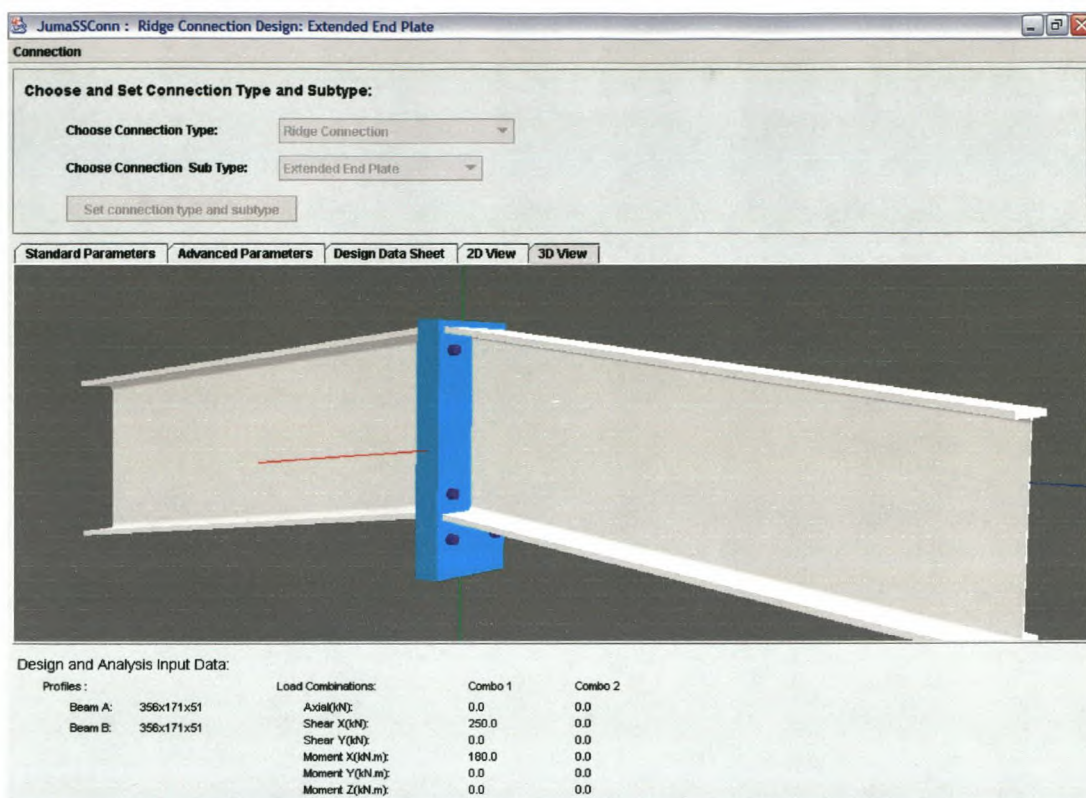 JumaSSConn : Ridge Connection Design: Extended End Plate
Connection
Choose and Set Connection Type and Subtype:
Choose Connection Type: Ridge Connection
Choose Connection Sub Type: Extended End Plate
Set connection type and subtype
Standard Parameters Advanced Parameters Design Data Sheet 2D View 3D View
Design and Analysis Input Data:
Profiles : Load Combinations: Combo 1 Combo 2
Beam A: 356x171x51 Axial(kN): 0.0 0.0
Beam B: 356x171x51 Shear X(kN): 250.0 0.0
Shear Y(kN): 0.0 0.0
Moment X(kN.m): 180.0 0.0
Moment Y(kN.m): 0.0 0.0
Moment Z(kN.m): 0.0 0.0